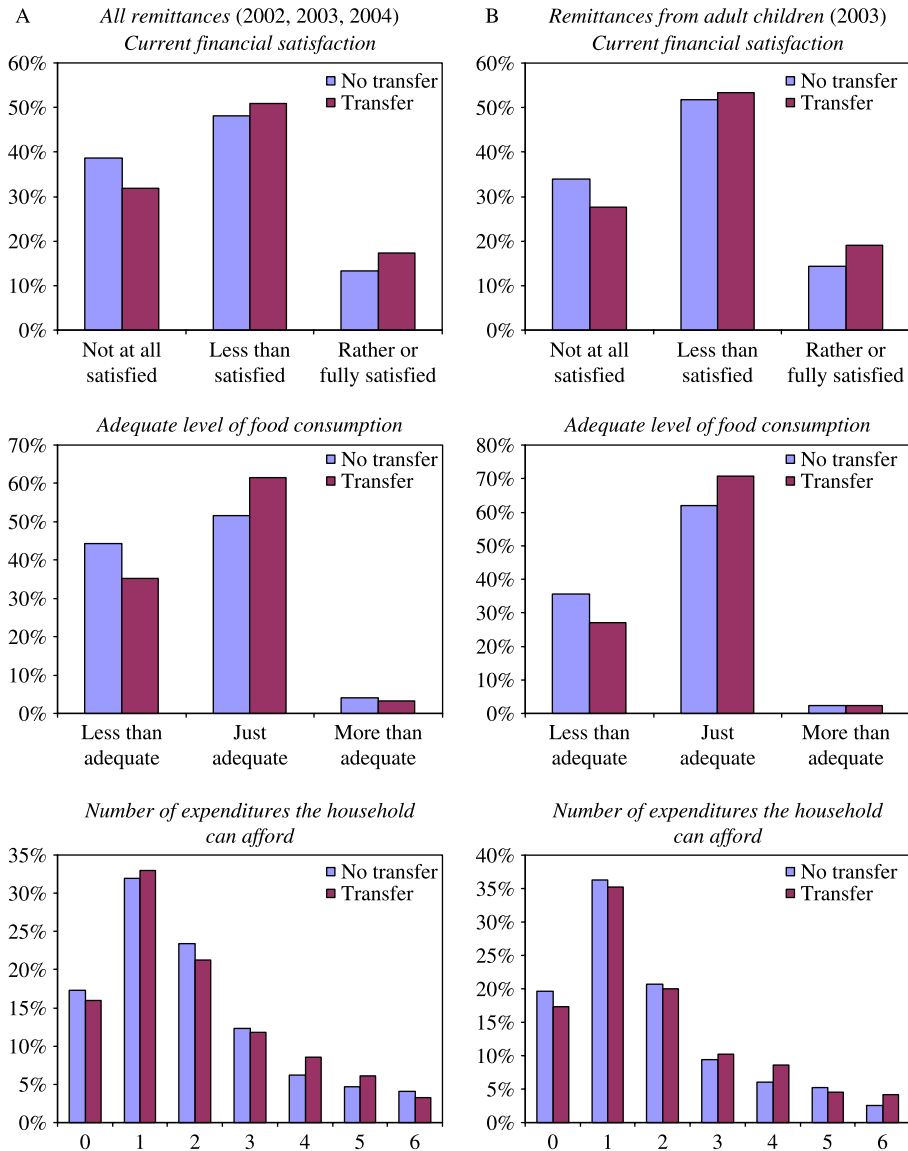 A
All remittances (2002, 2003, 2004)
Current financial satisfaction
60%
50%
40%
30%
20%
10%
0%
No transfer
Transfer
Not at all
satisfied
Less than
satisfied
Rather or
fully satisfied
Adequate level of food consumption
70%
60%
50%
40%
30%
20%
10%
0%
No transfer
Transfer
Less than
adequate
Just
adequate
More than
adequate
Number of expenditures the household
can afford
35%
30%
25%
20%
15%
10%
5%
0%
No transfer
Transfer
0 1 2 3 4 5 6
B
Remittances from adult children (2003)
Current financial satisfaction
60%
50%
40%
30%
20%
10%
0%
No transfer
Transfer
Not at all
satisfied
Less than
satisfied
Rather or
fully satisfied
Adequate level of food consumption
80%
70%
60%
50%
40%
30%
20%
10%
0%
No transfer
Transfer
Less than
adequate
Just
adequate
More than
adequate
Number of expenditures the household
can afford
40%
35%
30%
25%
20%
15%
10%
5%
0%
No transfer
Transfer
0 1 2 3 4 5 6